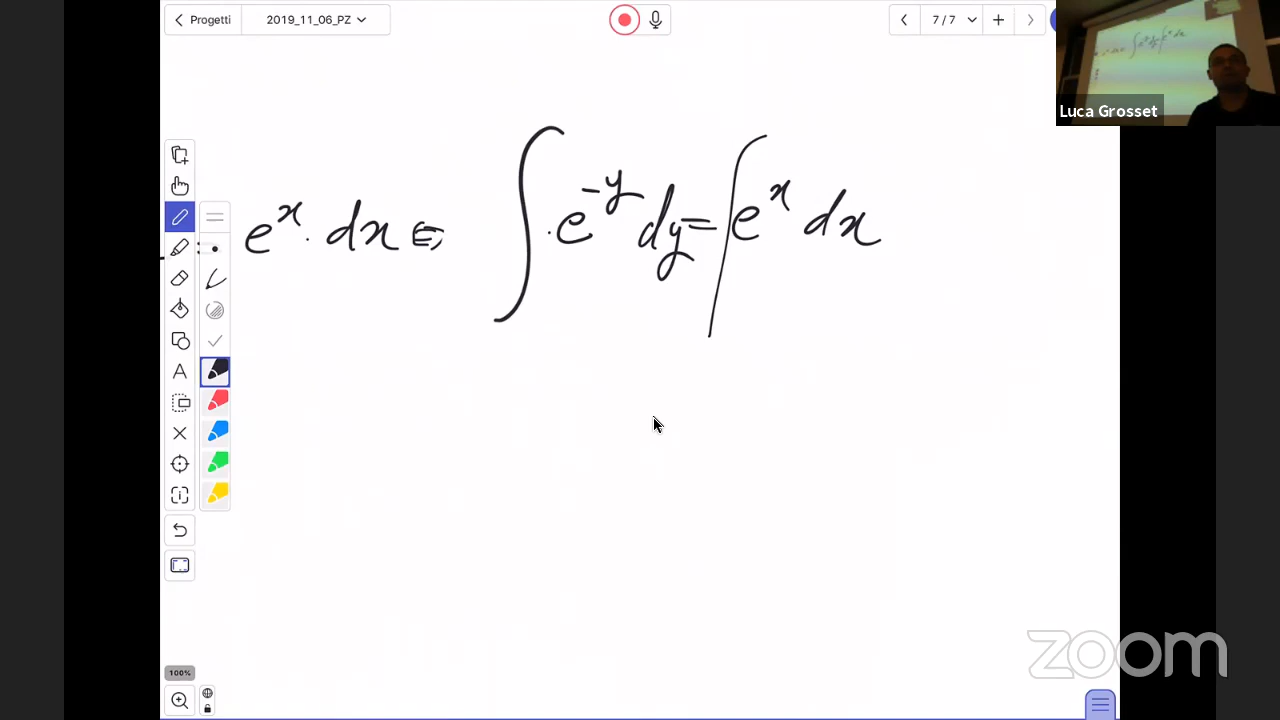 Progetti 2019_11_06_PZ 7/7
Luca Grosset
e^x · dx ∫ · e^{-y} dy = ∫ e^x dx
A
100%
zoom